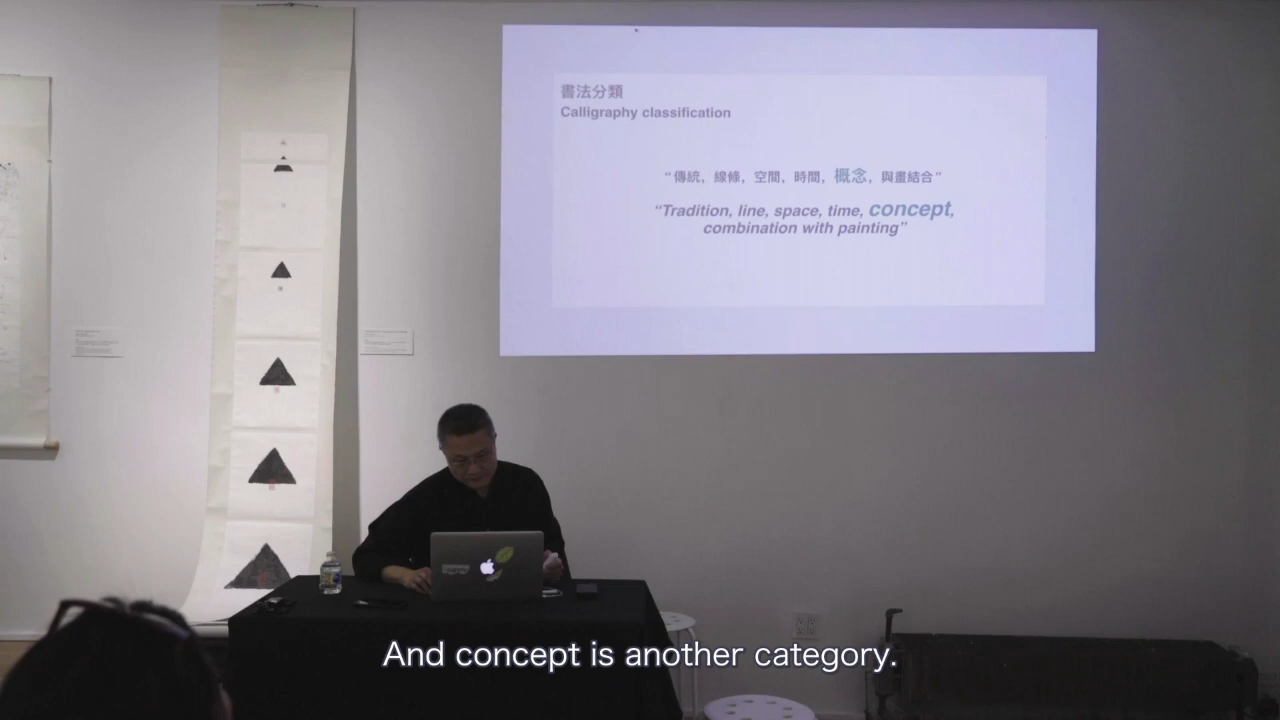 書法分類
Calligraphy classification
“傳統，線條，空間，時間，概念，與畫結合”
“Tradition, line, space, time, concept,
combination with painting”
And concept is another category.